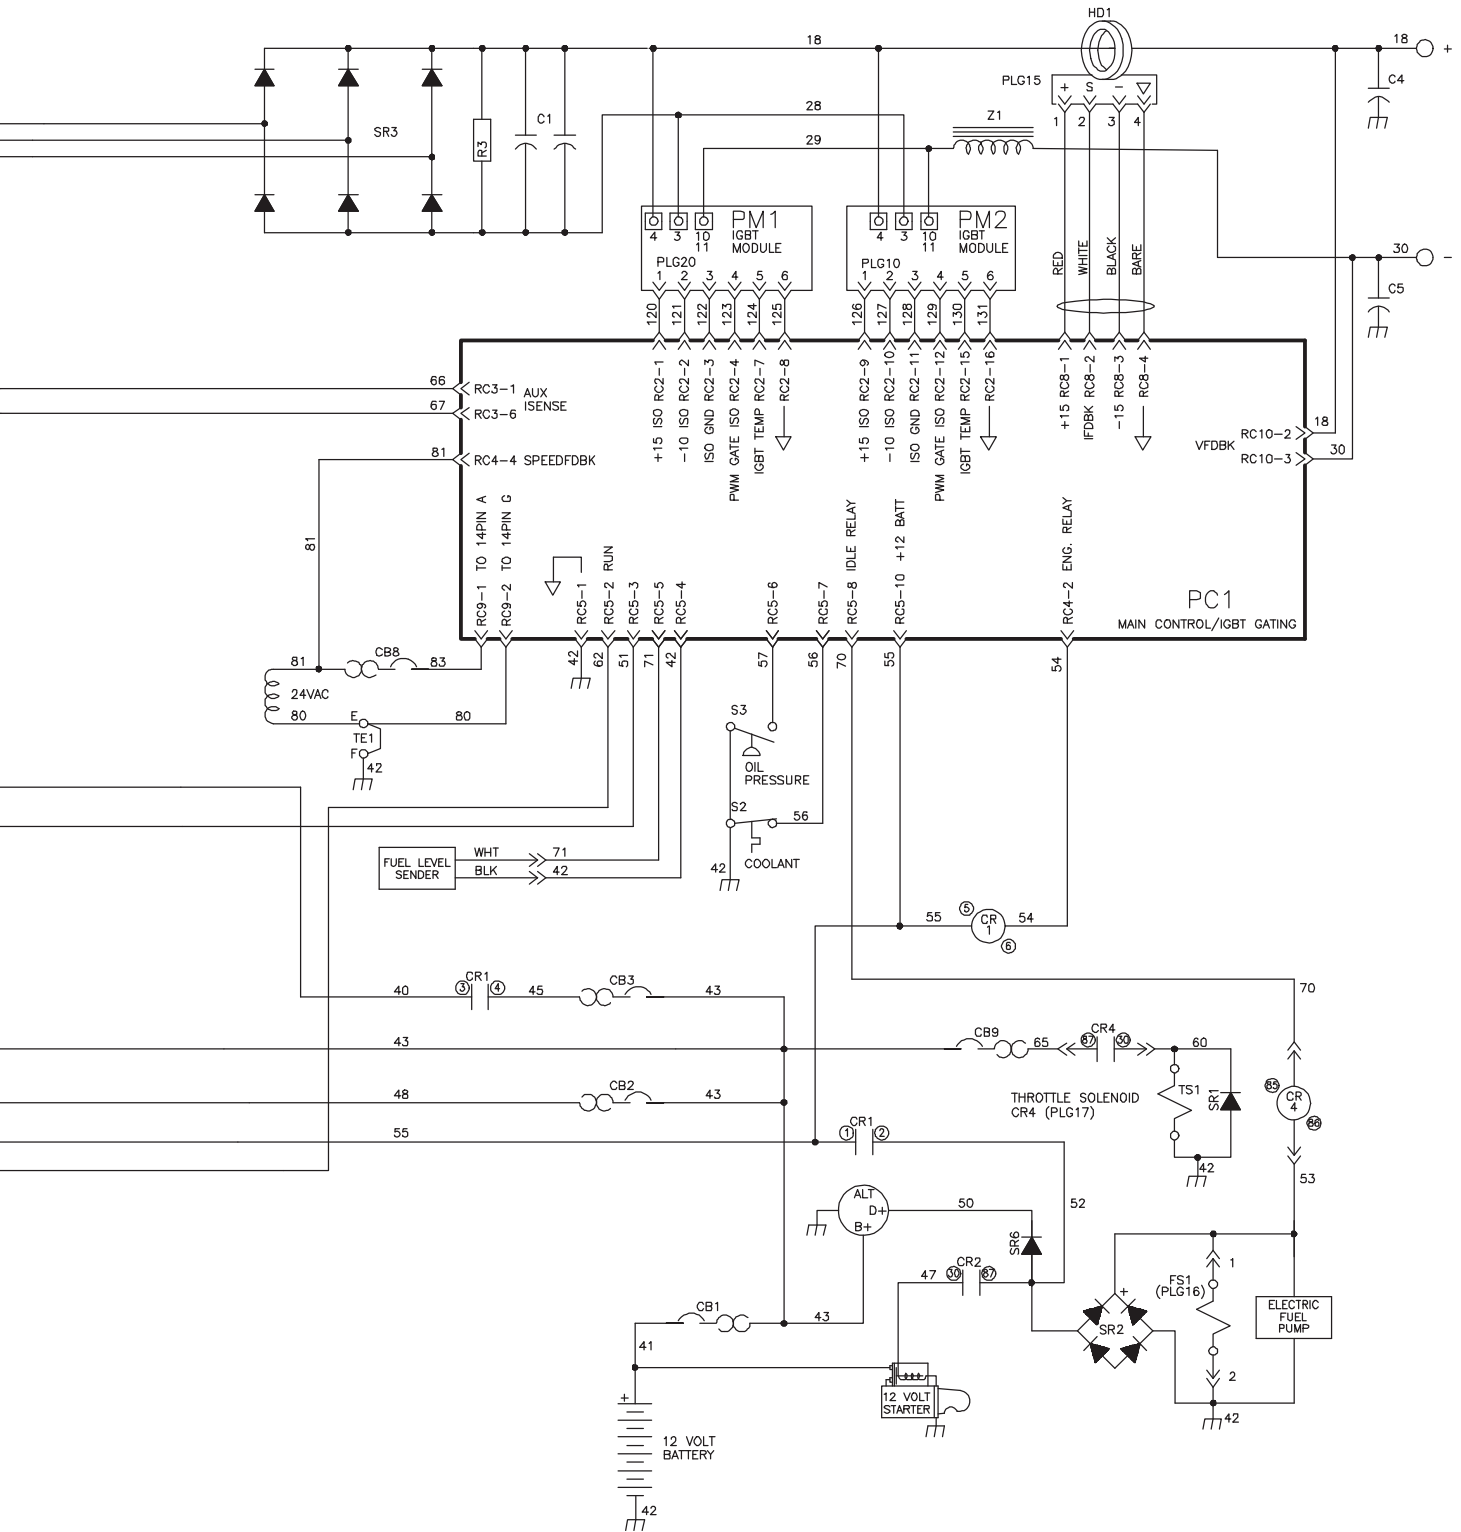 HD1
18
18
+
PLG15
+ S −
C4
1 2 3 4
28
Z1
29
C1
SR3
R3
PM1
IGBT
MODULE
4 3 10
11
PLG20
1 2 3 4 5 6
PM2
IGBT
MODULE
4 3 10
11
PLG10
1 2 3 4 5 6
RED
WHITE
BLACK
BARE
30
−
C5
120
121
122
123
124
125
126
127
128
129
130
131
66
RC3-1
AUX
ISENSE
67
RC3-6
81
RC4-4 SPEEDFDBK
+15 ISO RC2-1
-10 ISO RC2-2
ISO GND RC2-3
PWM GATE ISO RC2-4
IGBT TEMP RC2-7
RC2-8
+15 ISO RC2-9
-10 ISO RC2-10
ISO GND RC2-11
PWM GATE ISO RC2-12
IGBT TEMP RC2-15
RC2-16
+15 RC8-1
IFDBK RC8-2
-15 RC8-3
RC8-4
18
RC10-2
VFDBK
30
RC10-3
81
RC9-1 TO 14PIN A
RC9-2 TO 14PIN G
RC5-1
RC5-2 RUN
RC5-3
RC5-5
RC5-4
RC5-6
RC5-7
RC5-8 IDLE RELAY
RC5-10 +12 BATT
RC4-2 ENG. RELAY
PC1
MAIN CONTROL/IGBT GATING
42
62
51
71
42
57
56
70
55
54
81
CB8
83
24VAC
80
E
80
TE1
F
42
S3
OIL
PRESSURE
S2
56
COOLANT
42
FUEL LEVEL
SENDER
WHT
71
BLK
42
5
55
CR
1
54
6
40
3
CR1
4
45
CB3
43
70
43
CB9
65
87
CR4
30
60
TS1
SR1
THROTTLE SOLENOID
CR4 (PLG17)
42
85
CR
4
86
48
CB2
43
55
1
CR1
2
53
ALT
D+
B+
50
52
SR6
47
30
CR2
87
CB1
43
41
+
SR2
FS1
(PLG16)
1
2
ELECTRIC
FUEL
PUMP
42
12 VOLT
STARTER
+
12 VOLT
BATTERY
42